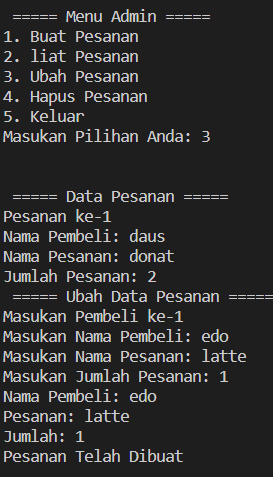 ===== Menu Admin =====
1. Buat Pesanan
2. liat Pesanan
3. Ubah Pesanan
4. Hapus Pesanan
5. Keluar
Masukan Pilihan Anda: 3
===== Data Pesanan =====
Pesanan ke-1
Nama Pembeli: daus
Nama Pesanan: donat
Jumlah Pesanan: 2
===== Ubah Data Pesanan =====
Masukan Pembeli ke-1
Masukan Nama Pembeli: edo
Masukan Nama Pesanan: latte
Masukan Jumlah Pesanan: 1
Nama Pembeli: edo
Pesanan: latte
Jumlah: 1
Pesanan Telah Dibuat